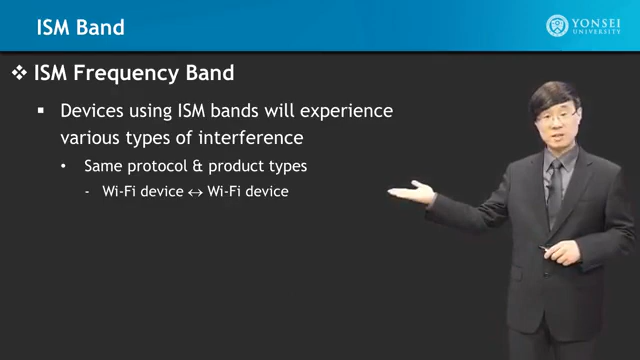 ISM Band
YONSEI
UNIVERSITY
❖ ISM Frequency Band
▪ Devices using ISM bands will experience
various types of interference
• Same protocol & product types
- Wi-Fi device ↔ Wi-Fi device